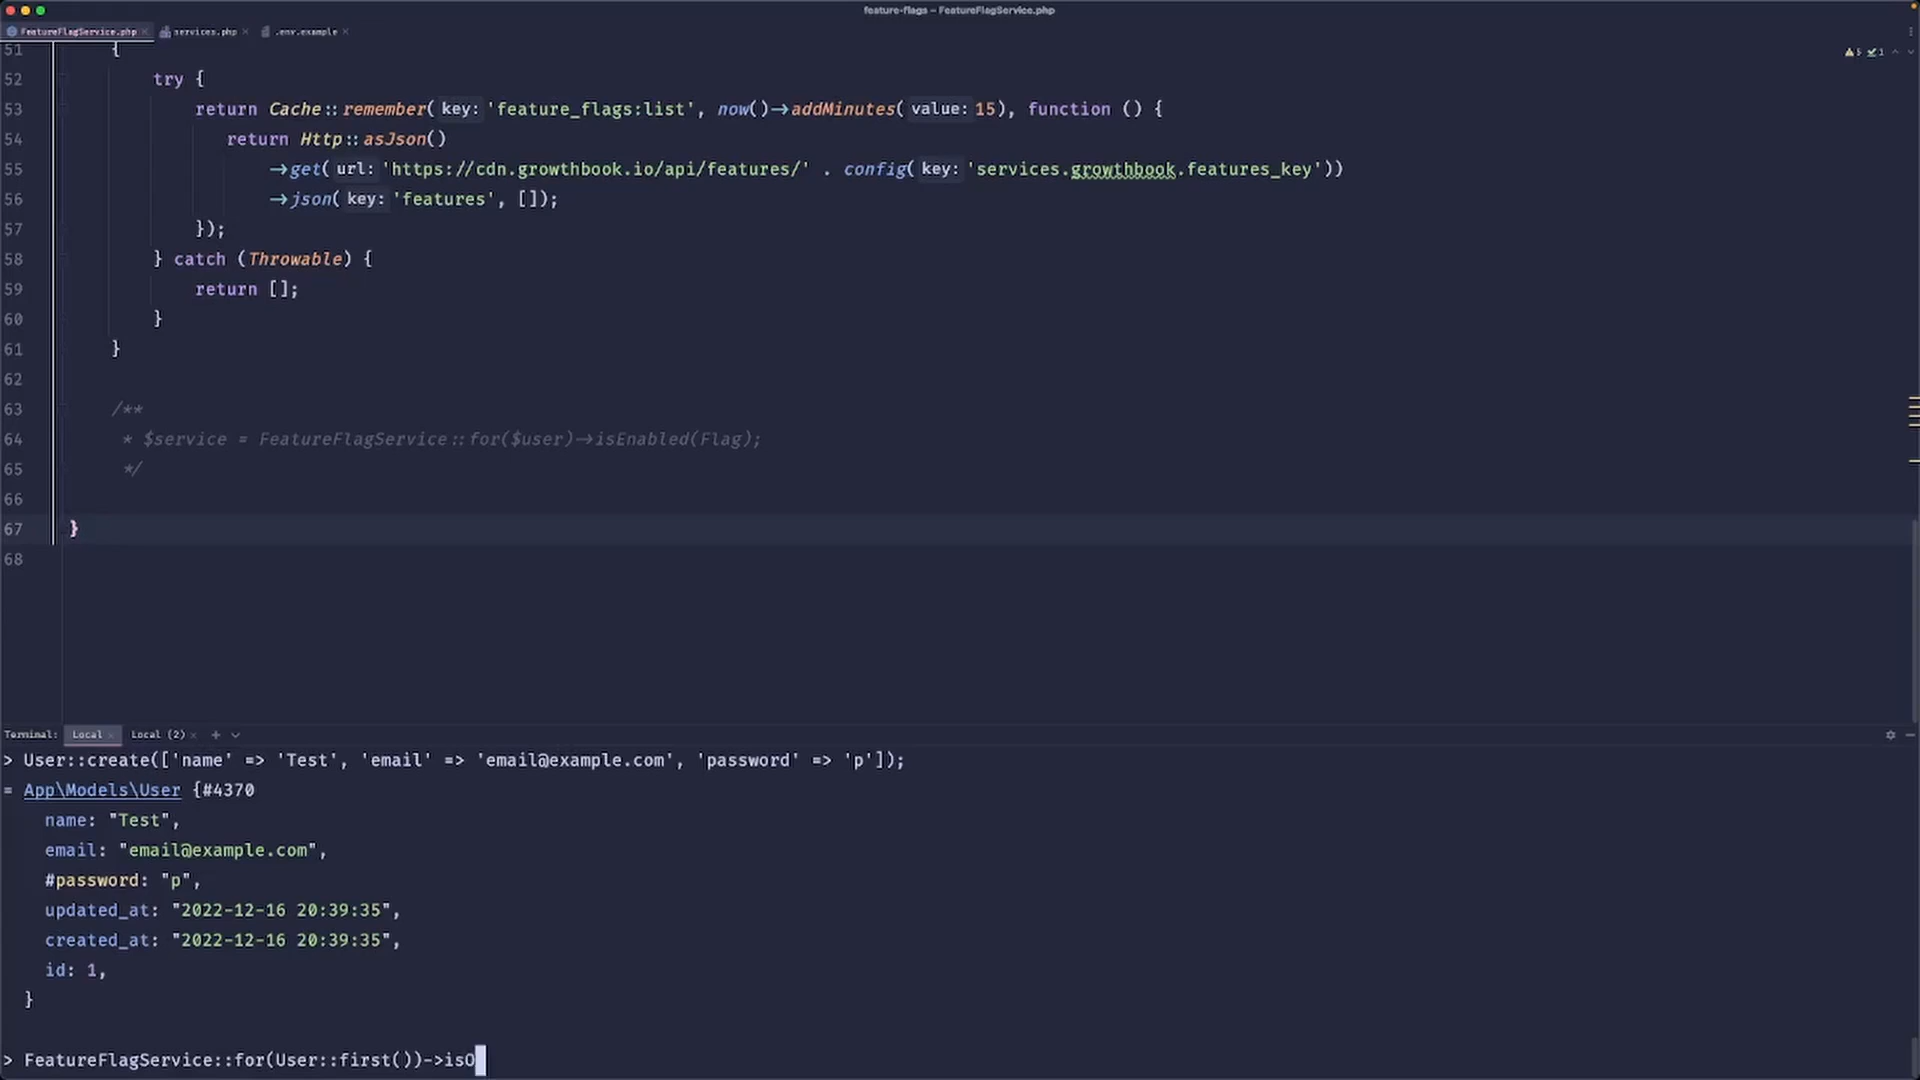 feature-flags – FeatureFlagService.php
FeatureFlagService.php services.php .env.example
51 {
52 try {
53 return Cache::remember( key: 'feature_flags:list', now()->addMinutes( value: 15), function () {
54 return Http::asJson()
55 ->get( url: 'https://cdn.growthbook.io/api/features/' . config( key: 'services.growthbook.features_key'))
56 ->json( key: 'features', []);
57 });
58 } catch (Throwable) {
59 return [];
60 }
61 }
62
63 /**
64 * $service = FeatureFlagService::for($user)->isEnabled(Flag);
65 */
66
67 }
68
5 1
Terminal: Local Local (2)
> User::create(['name' => 'Test', 'email' => 'email@example.com', 'password' => 'p']);
= App\Models\User {#4370
name: "Test",
email: "email@example.com",
#password: "p",
updated_at: "2022-12-16 20:39:35",
created_at: "2022-12-16 20:39:35",
id: 1,
}
> FeatureFlagService::for(User::first())->isO